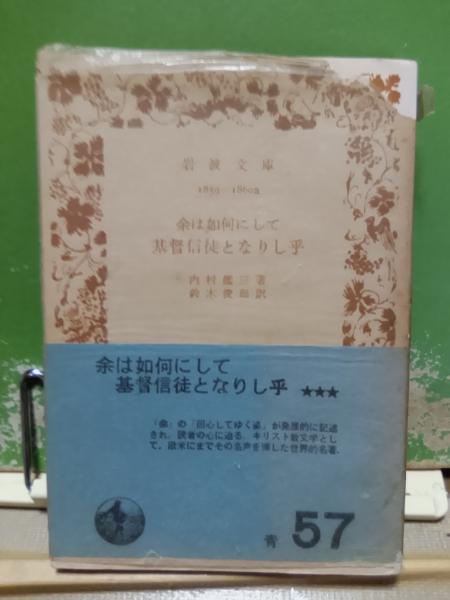 岩波文庫
1859—1860a
余は如何にして
基督信徒となりし乎
内村鑑三著
鈴木俊郎訳
余は如何にして
基督信徒となりし乎 ★★★
「余」の「回心してゆく姿」が発展的に記述
され、読者の心に迫る。キリスト教文学とし
て、欧米にまでその名声を博した世界的名著.
青 57